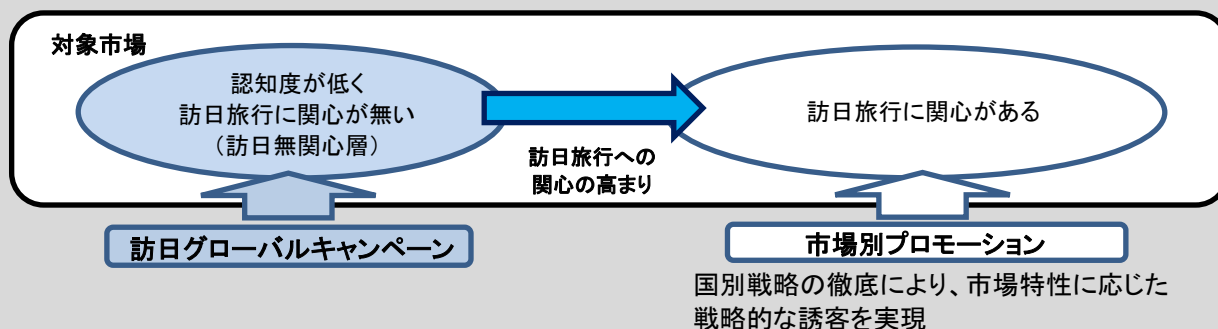 対象市場
認知度が低く
訪日旅行に関心が無い
(訪日無関心層)
訪日旅行に関心がある
訪日旅行への
関心の高まり
訪日グローバルキャンペーン
市場別プロモーション
国別戦略の徹底により、市場特性に応じた
戦略的な誘客を実現